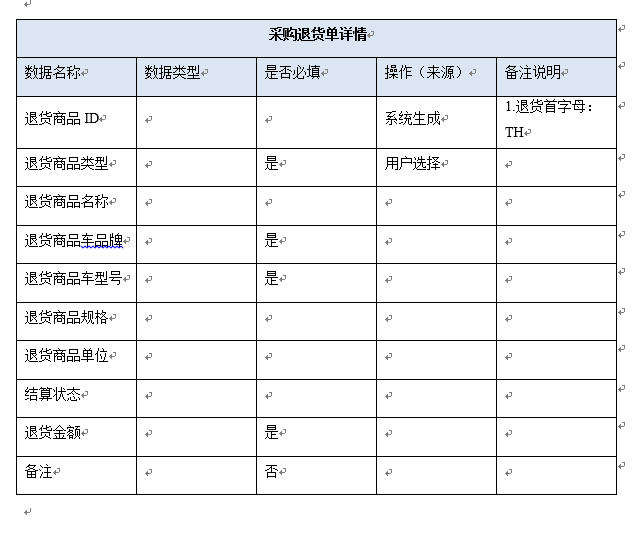 采购退货单详情
数据名称 数据类型 是否必填 操作（来源） 备注说明
退货商品 ID 系统生成 1.退货首字母：
TH
退货商品类型 是 用户选择
退货商品名称
退货商品车品牌 是
退货商品车型号 是
退货商品规格
退货商品单位
结算状态
退货金额 是
备注 否